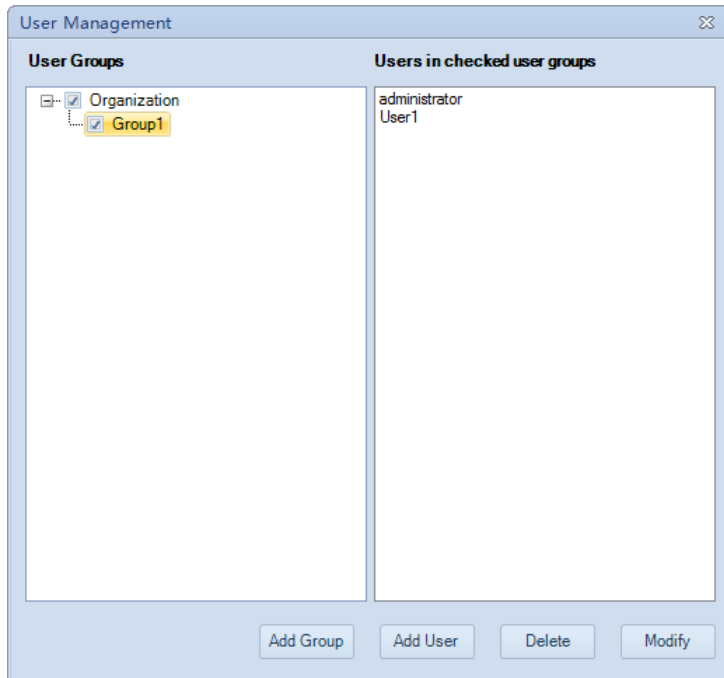 User Management
User Groups
Users in checked user groups
Organization
Group1
administrator
User1
Add Group
Add User
Delete
Modify